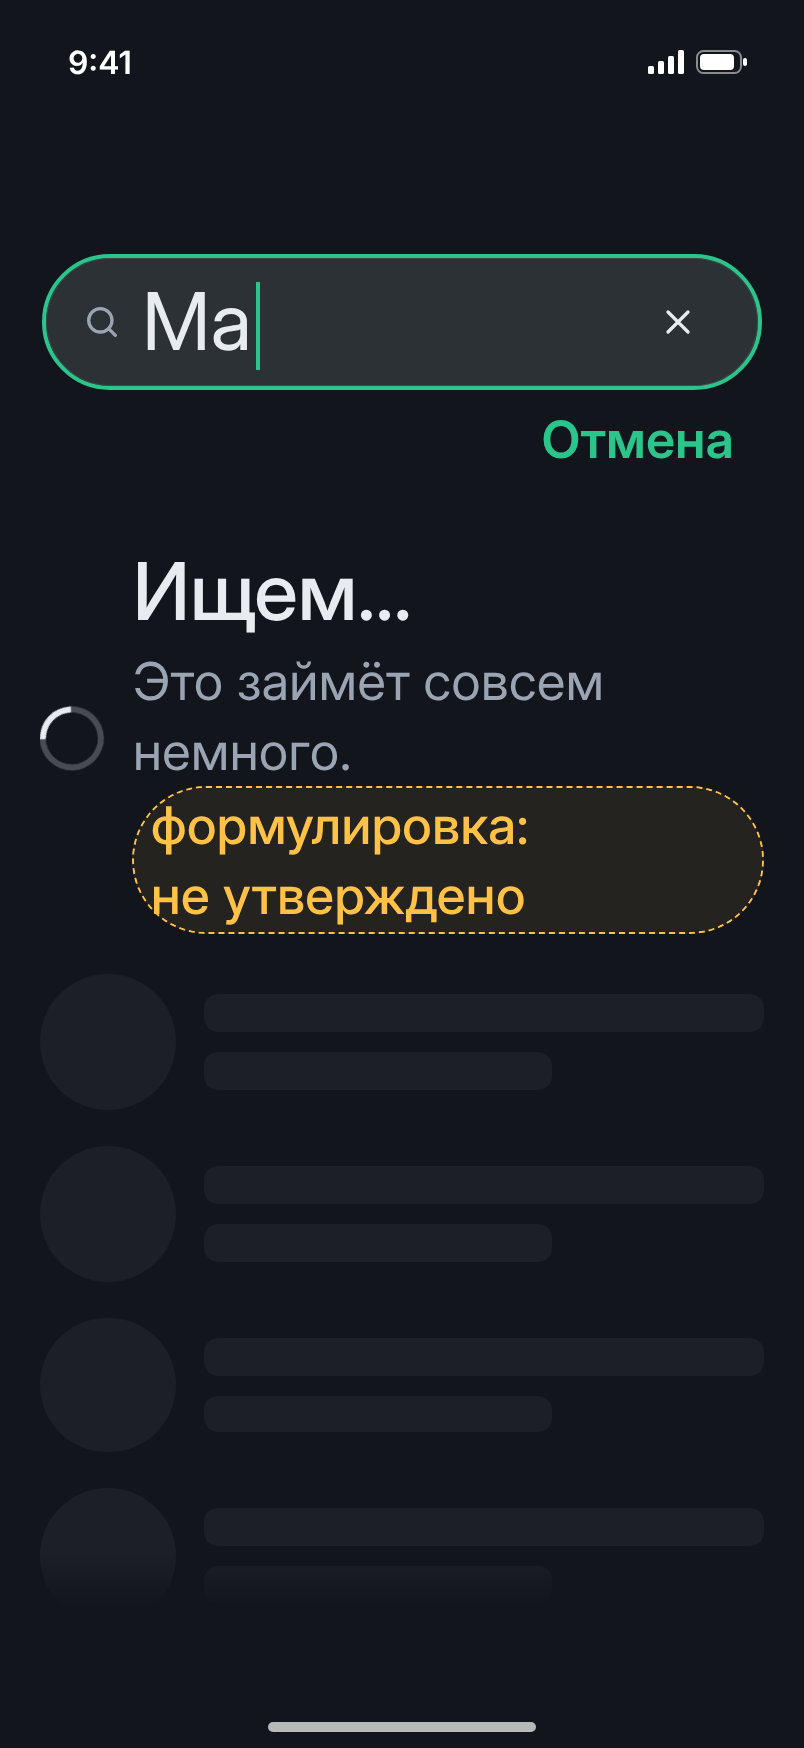 9:41
Ма
Отмена
Ищем...
Это займёт совсем
немного.
формулировка:
не утверждено